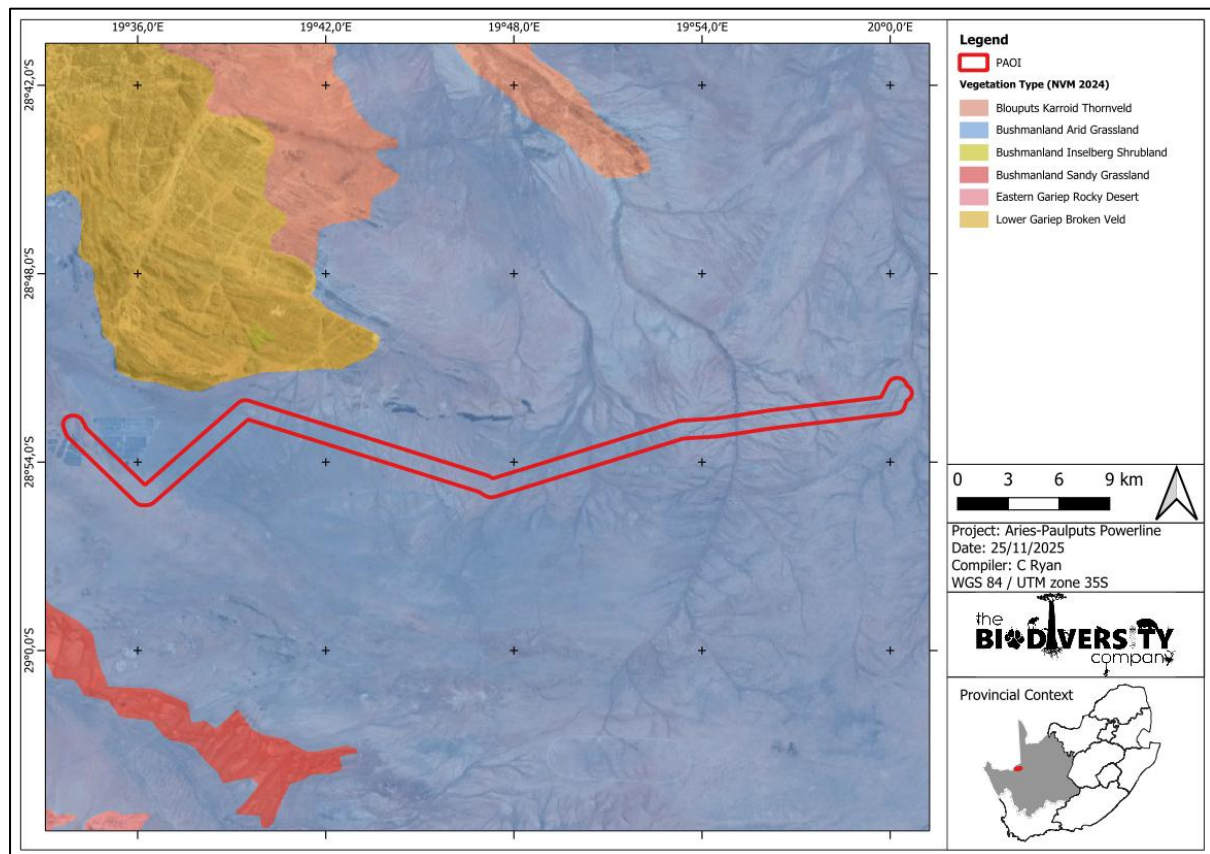 19°36,0'E 19°42,0'E 19°48,0'E 19°54,0'E 20°0,0'E
28°42,0'S
28°48,0'S
28°54,0'S
29°0,0'S
Legend
PAOI
Vegetation Type (NVM 2024)
Blouputs Karroid Thornveld
Bushmanland Arid Grassland
Bushmanland Inselberg Shrubland
Bushmanland Sandy Grassland
Eastern Gariep Rocky Desert
Lower Gariep Broken Veld
0 3 6 9 km
Project: Aries-Paulputs Powerline
Date: 25/11/2025
Compiler: C Ryan
WGS 84 / UTM zone 35S
the
BIODIVERSITY
company
Provincial Context